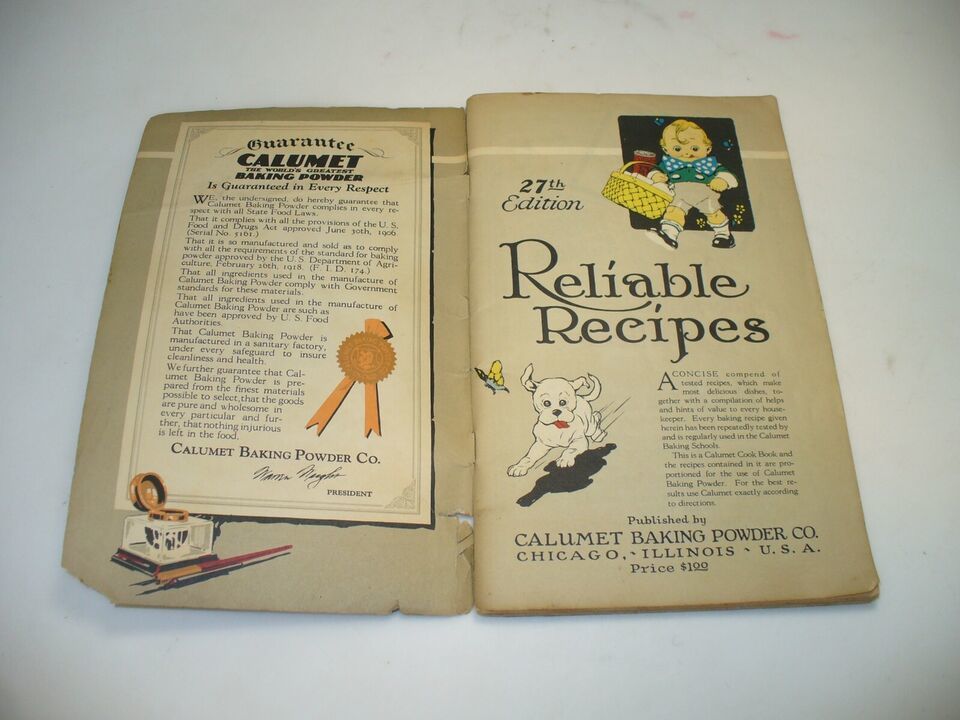 Guarantee
CALUMET
THE WORLD'S GREATEST
BAKING POWDER
Is Guaranteed in Every Respect
WE, the undersigned, do hereby guarantee that
Calumet Baking Powder complies in every re-
spect with all State Food Laws.
That it complies with all the provisions of the U. S.
Food and Drugs Act approved June 30th, 1906
(Serial No. 5161.)
That it is so manufactured and sold as to comply
with all the requirements of the standard for baking
powder approved by the U. S. Department of Agri-
culture, February 26th, 1918. (F. I. D. 174.)
That all ingredients used in the manufacture of
Calumet Baking Powder comply with Government
standards for these materials.
That all ingredients used in the manufacture of
Calumet Baking Powder are such as
have been approved by U. S. Food
Authorities.
That Calumet Baking Powder is
manufactured in a sanitary factory,
under every safeguard to insure
cleanliness and health.
We further guarantee that Cal-
umet Baking Powder is pre-
pared from the finest materials
possible to select, that the goods
are pure and wholesome in
every particular and fur-
ther, that nothing injurious
is left in the food.
CALUMET BAKING POWDER CO.
PRESIDENT
27th
Edition
Reliable
Recipes
A CONCISE compend of
tested recipes, which make
most delicious dishes, to-
gether with a compilation of helps
and hints of value to every house-
keeper. Every baking recipe given
herein has been repeatedly tested by
and is regularly used in the Calumet
Baking Schools.
This is a Calumet Cook Book and
the recipes contained in it are pro-
portioned for the use of Calumet
Baking Powder. For the best re-
sults use Calumet exactly according
to directions.
Published by
CALUMET BAKING POWDER CO.
CHICAGO, ~ ILLINOIS ~ U. S. A.
Price $1.00